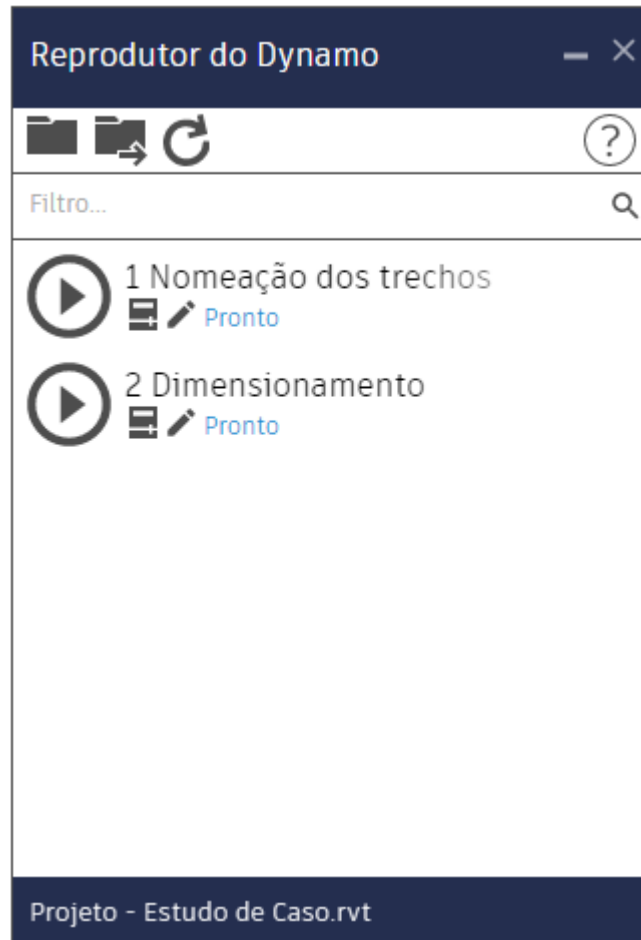 Reprodutor do Dynamo
?
Filtro...
1 Nomeação dos trechos
Pronto
2 Dimensionamento
Pronto
Projeto - Estudo de Caso.rvt